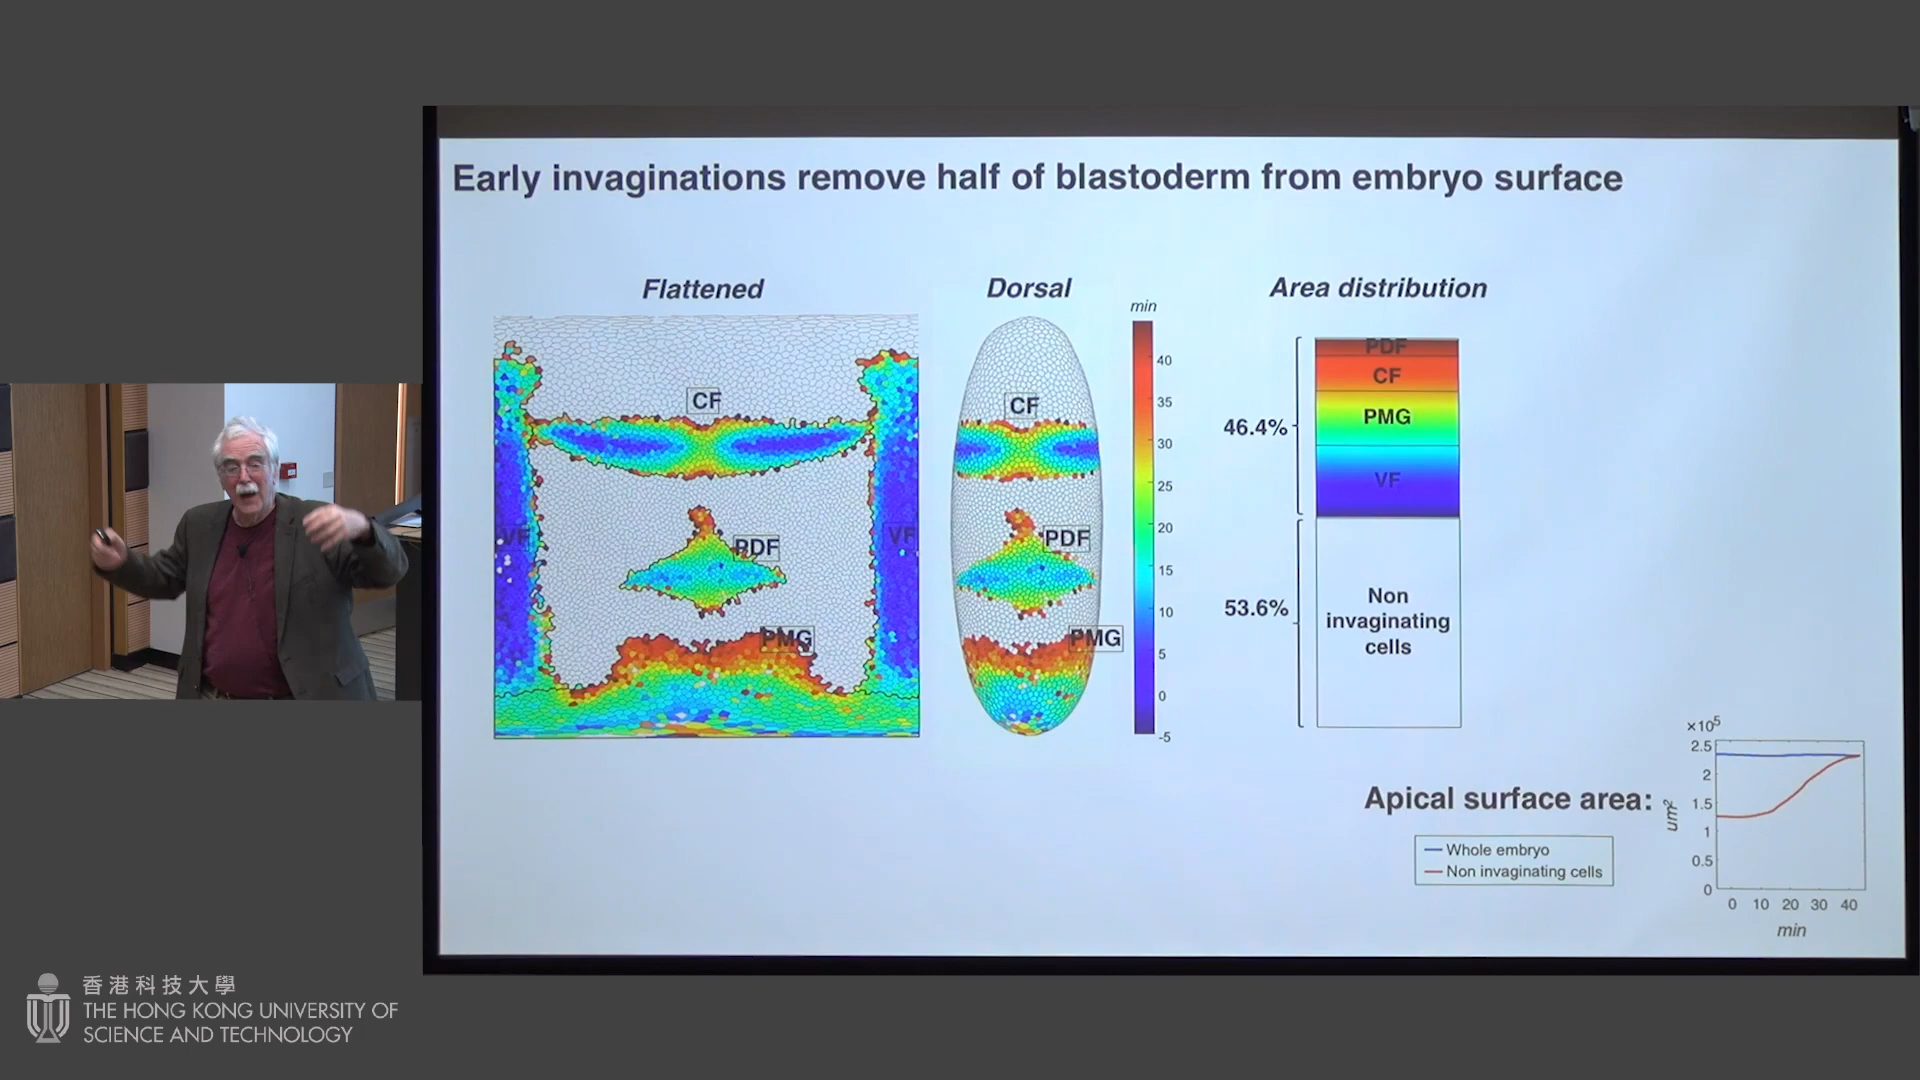 Early invaginations remove half of blastoderm from embryo surface
Flattened
Dorsal
Area distribution
min
CF
VF
VF
PDF
PMG
CF
PDF
PMG
40
35
30
25
20
15
10
5
0
-5
46.4%
53.6%
PDF
CF
PMG
VF
Non
invaginating
cells
Apical surface area:
Whole embryo
Non invaginating cells
×10⁵
um²
2.5
2
1.5
1
0.5
0
0 10 20 30 40
min
香港科技大學
THE HONG KONG UNIVERSITY OF
SCIENCE AND TECHNOLOGY